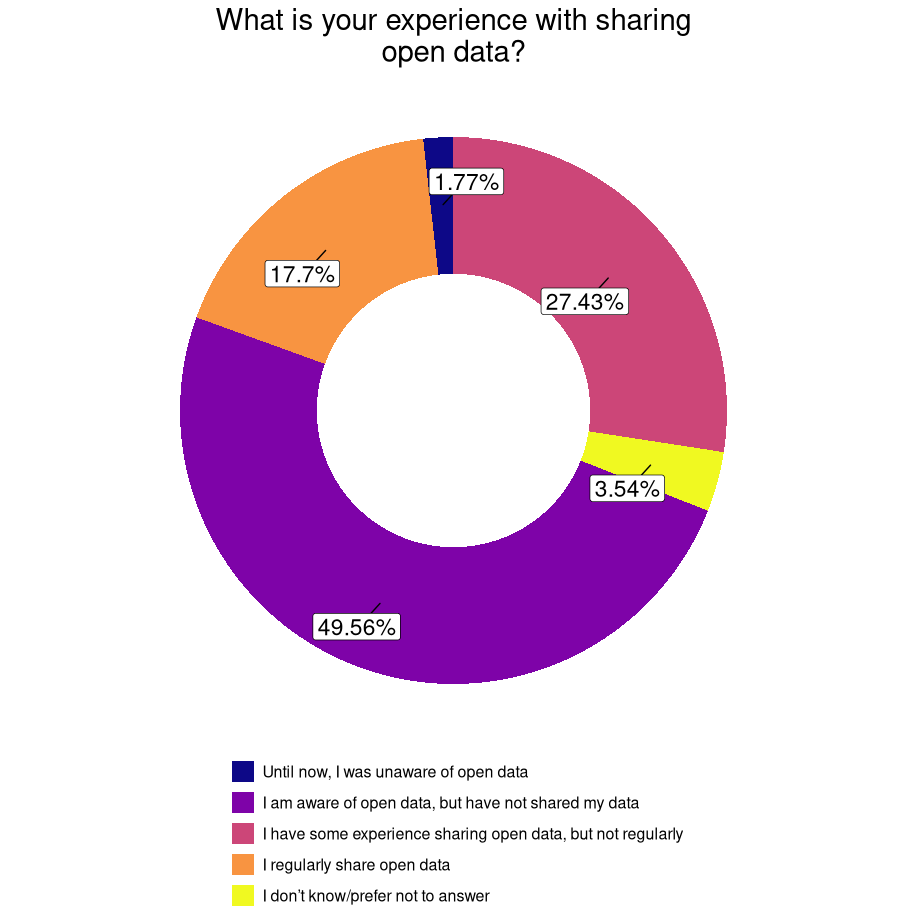 What is your experience with sharing
open data?
1.77%
17.7%
27.43%
3.54%
49.56%
Until now, I was unaware of open data
I am aware of open data, but have not shared my data
I have some experience sharing open data, but not regularly
I regularly share open data
I don't know/prefer not to answer